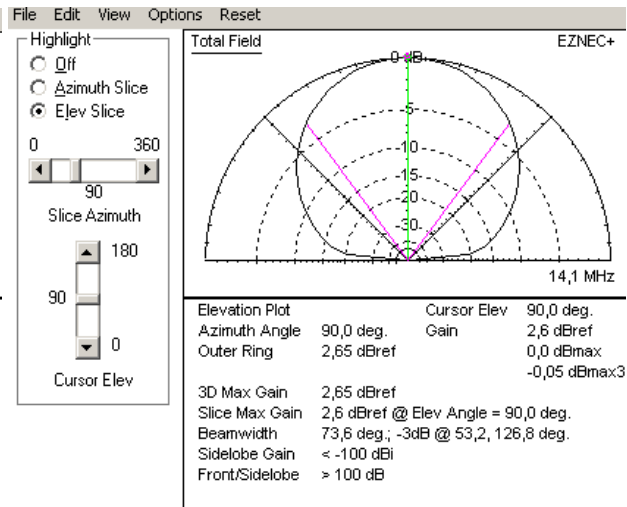 File Edit View Options Reset
Highlight
Off
Azimuth Slice
Elev Slice
0 360
90
Slice Azimuth
180
90
0
Cursor Elev
Total Field
EZNEC+
0 dB
-5
-10
-15
-20
-30
14,1 MHz
Elevation Plot Cursor Elev 90,0 deg.
Azimuth Angle 90,0 deg. Gain 2,6 dBref
Outer Ring 2,65 dBref 0,0 dBmax
-0,05 dBmax3
3D Max Gain 2,65 dBref
Slice Max Gain 2,6 dBref @ Elev Angle = 90,0 deg.
Beamwidth 73,6 deg.; -3dB @ 53,2, 126,8 deg.
Sidelobe Gain < -100 dBi
Front/Sidelobe > 100 dB